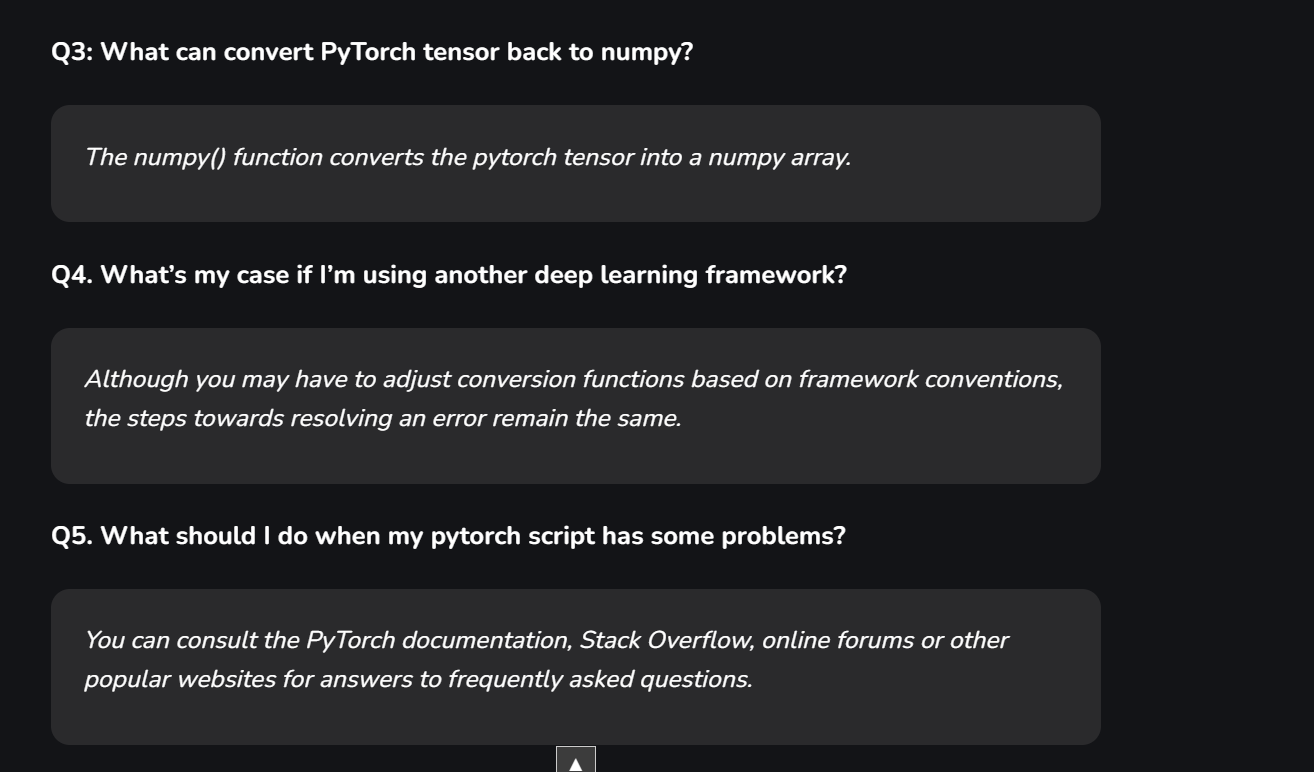 Q3: What can convert PyTorch tensor back to numpy?
The numpy() function converts the pytorch tensor into a numpy array.
Q4. What’s my case if I’m using another deep learning framework?
Although you may have to adjust conversion functions based on framework conventions,
the steps towards resolving an error remain the same.
Q5. What should I do when my pytorch script has some problems?
You can consult the PyTorch documentation, Stack Overflow, online forums or other
popular websites for answers to frequently asked questions.